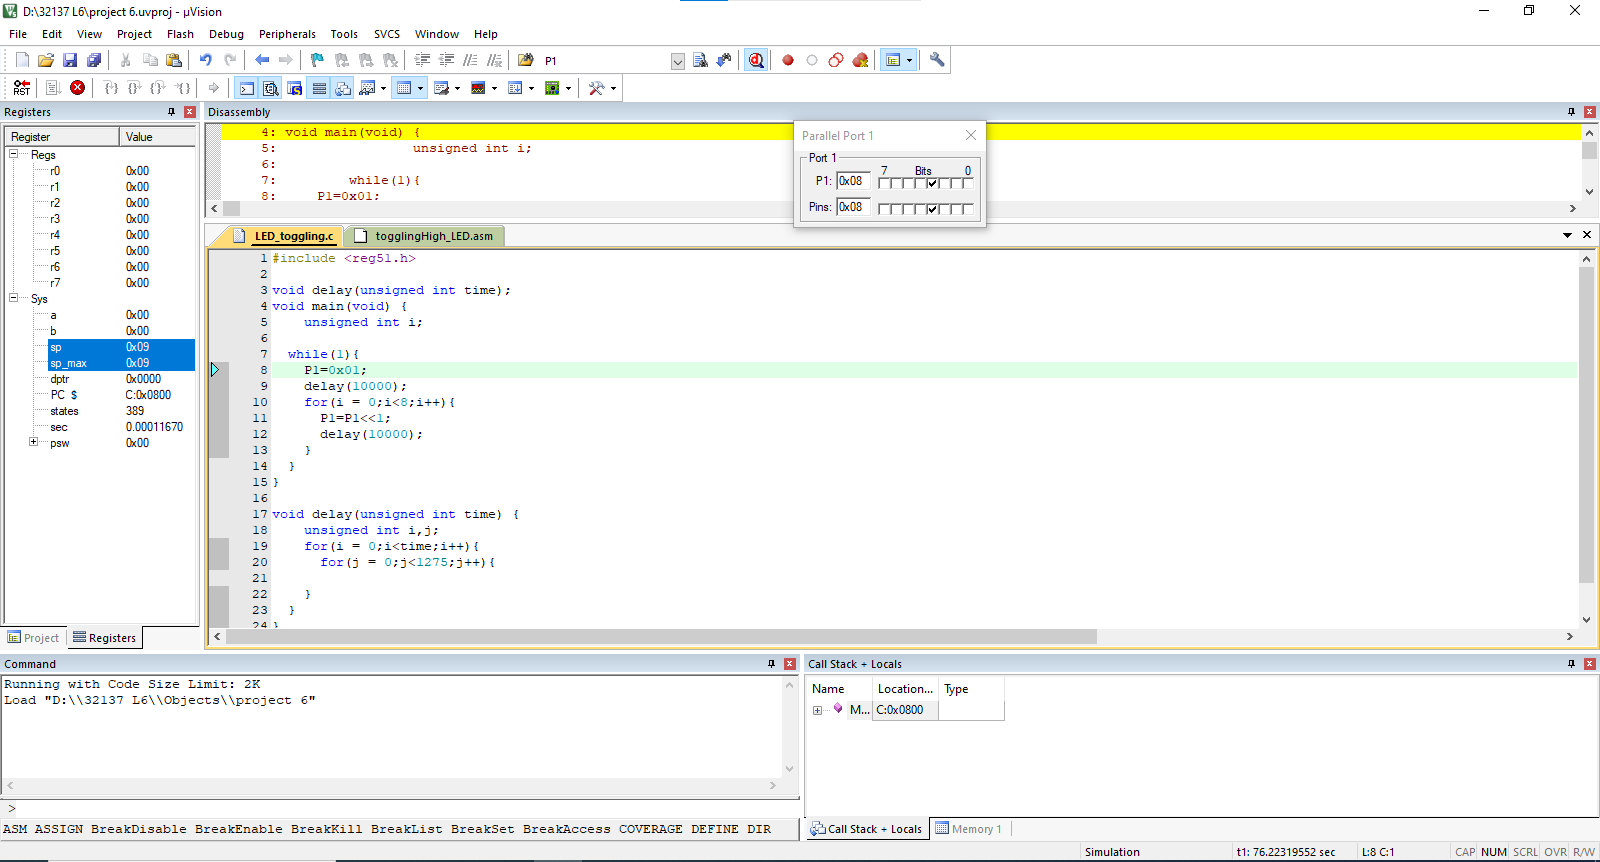 D:\32137 L6\project 6.uvproj - µVision
File Edit View Project Flash Debug Peripherals Tools SVCS Window Help
P1
RST
Registers
Register Value
Regs
r0 0x00
r1 0x00
r2 0x00
r3 0x00
r4 0x00
r5 0x00
r6 0x00
r7 0x00
Sys
a 0x00
b 0x00
sp 0x09
sp_max 0x09
dptr 0x0000
PC $ C:0x0800
states 389
sec 0.00011670
psw 0x00
Project Registers
Disassembly
4: void main(void) {
5: unsigned int i;
6:
7: while(1){
8: P1=0x01;
Parallel Port 1
Port 1
7 Bits 0
P1: 0x08
Pins: 0x08
LED_toggling.c togglingHigh_LED.asm
1 #include <reg51.h>
2
3 void delay(unsigned int time);
4 void main(void) {
5 unsigned int i;
6
7 while(1){
8 P1=0x01;
9 delay(10000);
10 for(i = 0;i<8;i++){
11 P1=P1<<1;
12 delay(10000);
13 }
14 }
15 }
16
17 void delay(unsigned int time) {
18 unsigned int i,j;
19 for(i = 0;i<time;i++){
20 for(j = 0;j<1275;j++){
21
22 }
23 }
24 }
Command
Running with Code Size Limit: 2K
Load "D:\\32137 L6\\Objects\\project 6"
>
ASM ASSIGN BreakDisable BreakEnable BreakKill BreakList BreakSet BreakAccess COVERAGE DEFINE DIR
Call Stack + Locals
Name Location... Type
M... C:0x0800
Call Stack + Locals Memory 1
Simulation t1: 76.22319552 sec L:8 C:1 CAP NUM SCRL OVR R/W